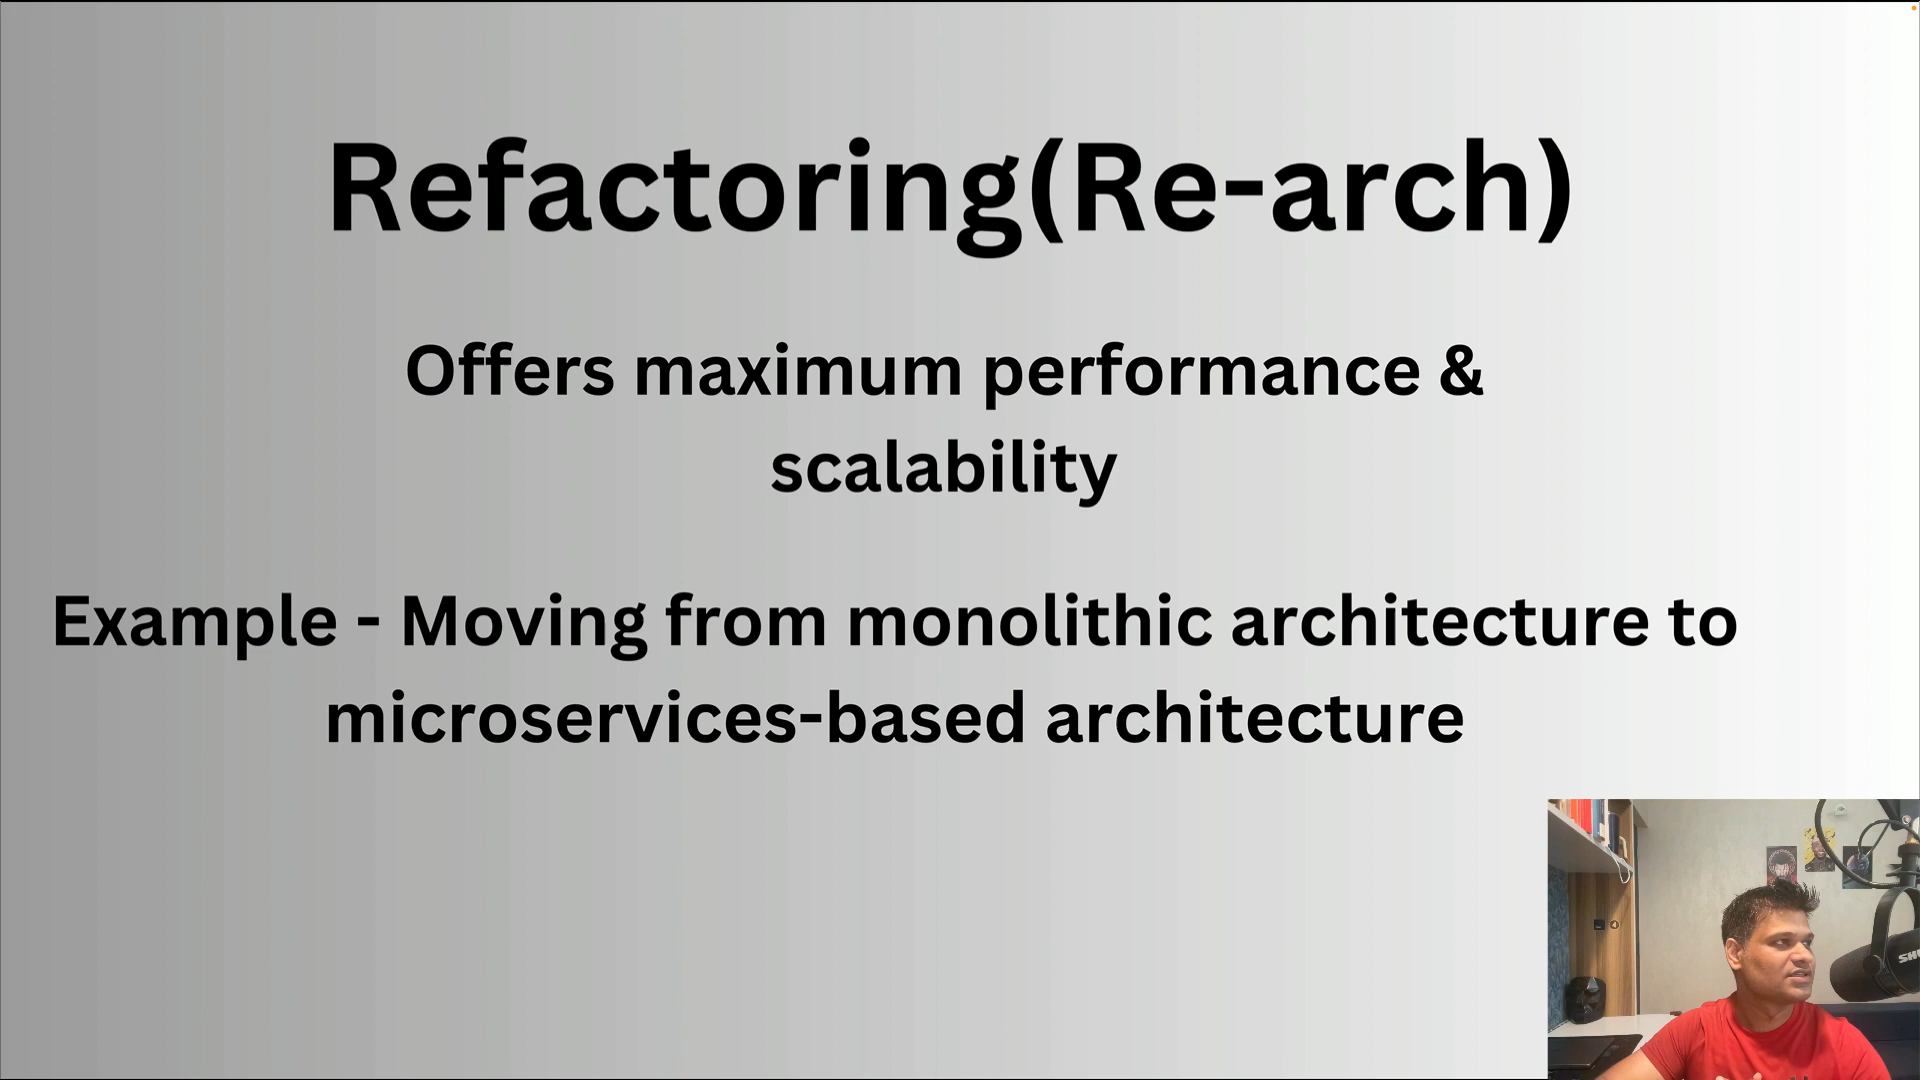 Refactoring(Re-arch)
Offers maximum performance &
scalability
Example - Moving from monolithic architecture to
microservices-based architecture